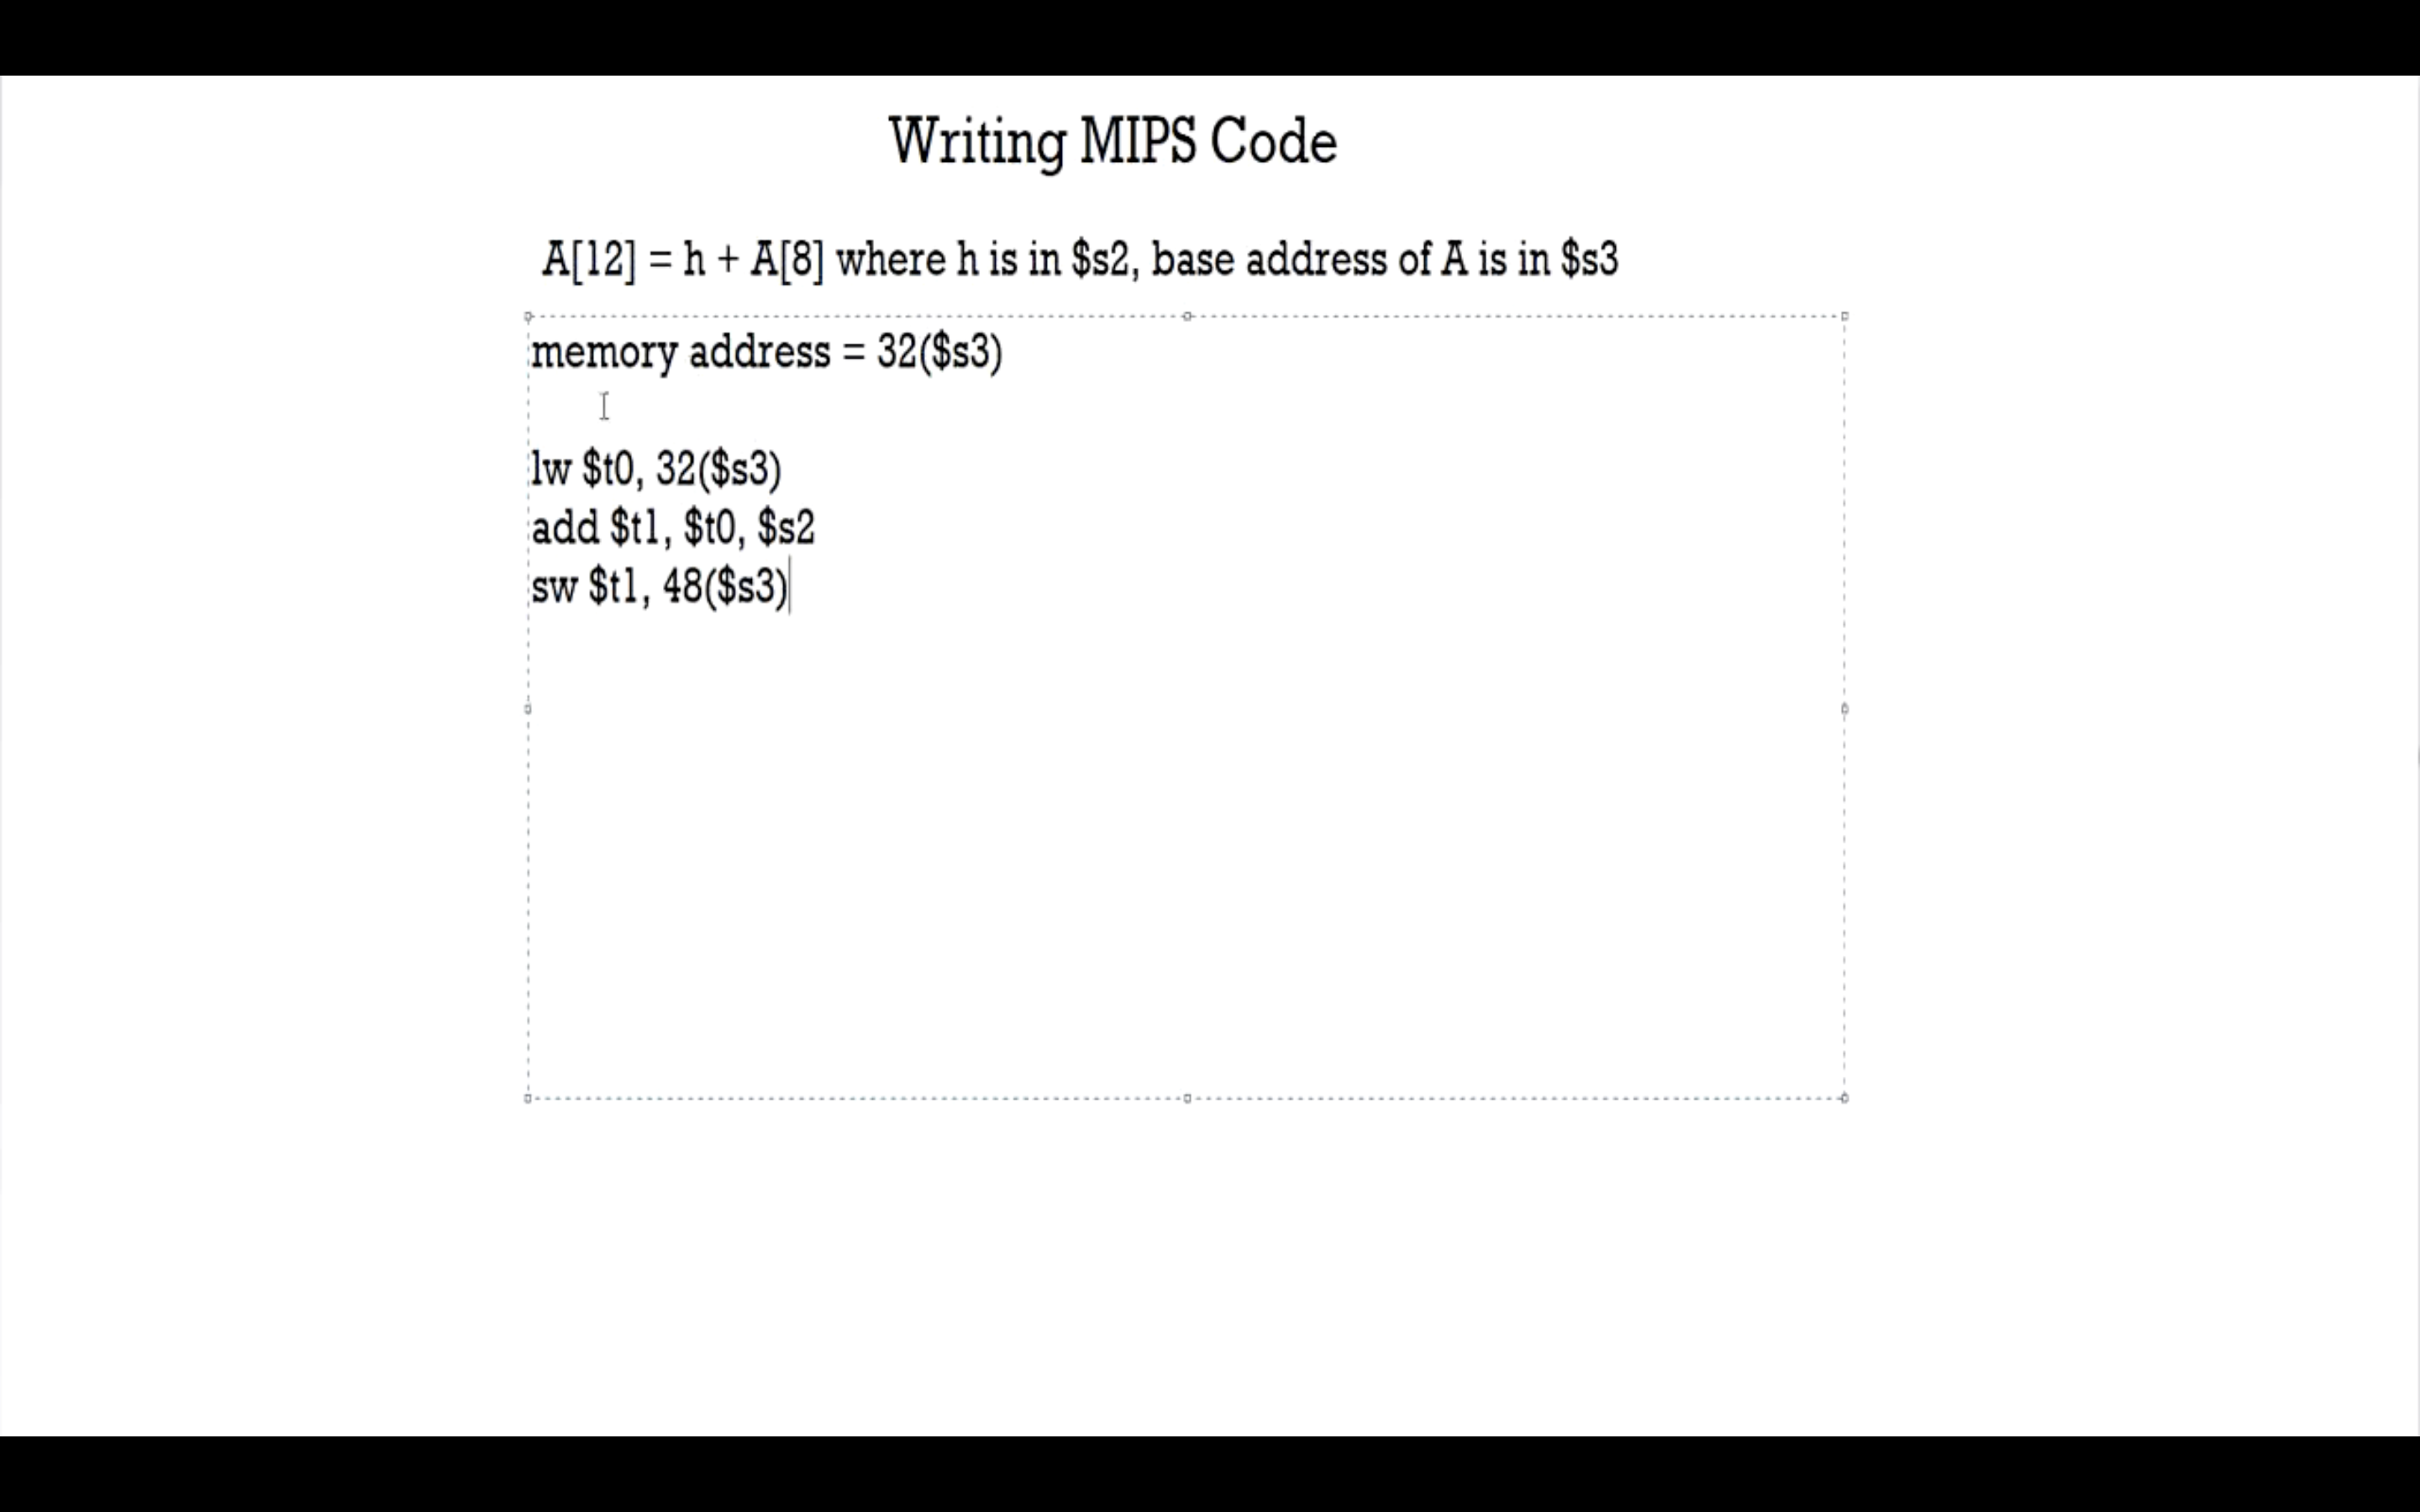 Writing MIPS Code
A[12] = h + A[8] where h is in $s2, base address of A is in $s3
memory address = 32($s3)
lw $t0, 32($s3)
add $t1, $t0, $s2
sw $t1, 48($s3)